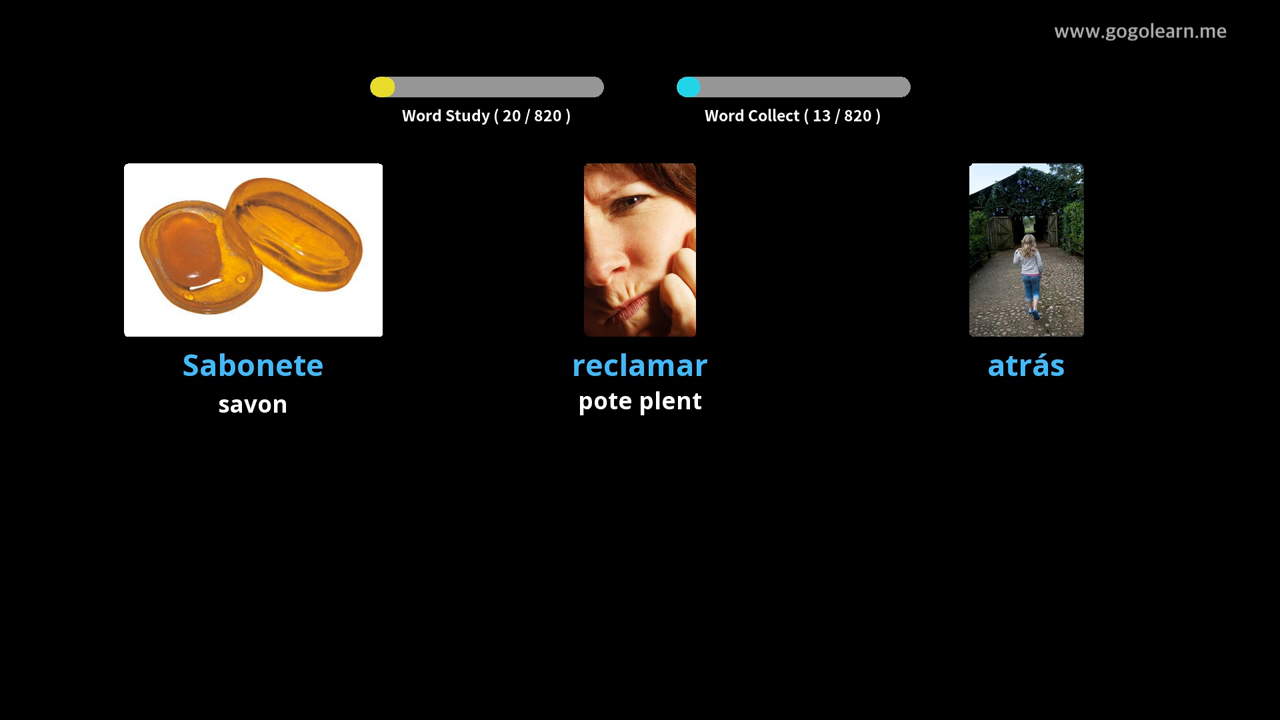 www.gogolearn.me
Word Study ( 20 / 820 )
Word Collect ( 13 / 820 )
Sabonete
savon
reclamar
pote plent
atrás